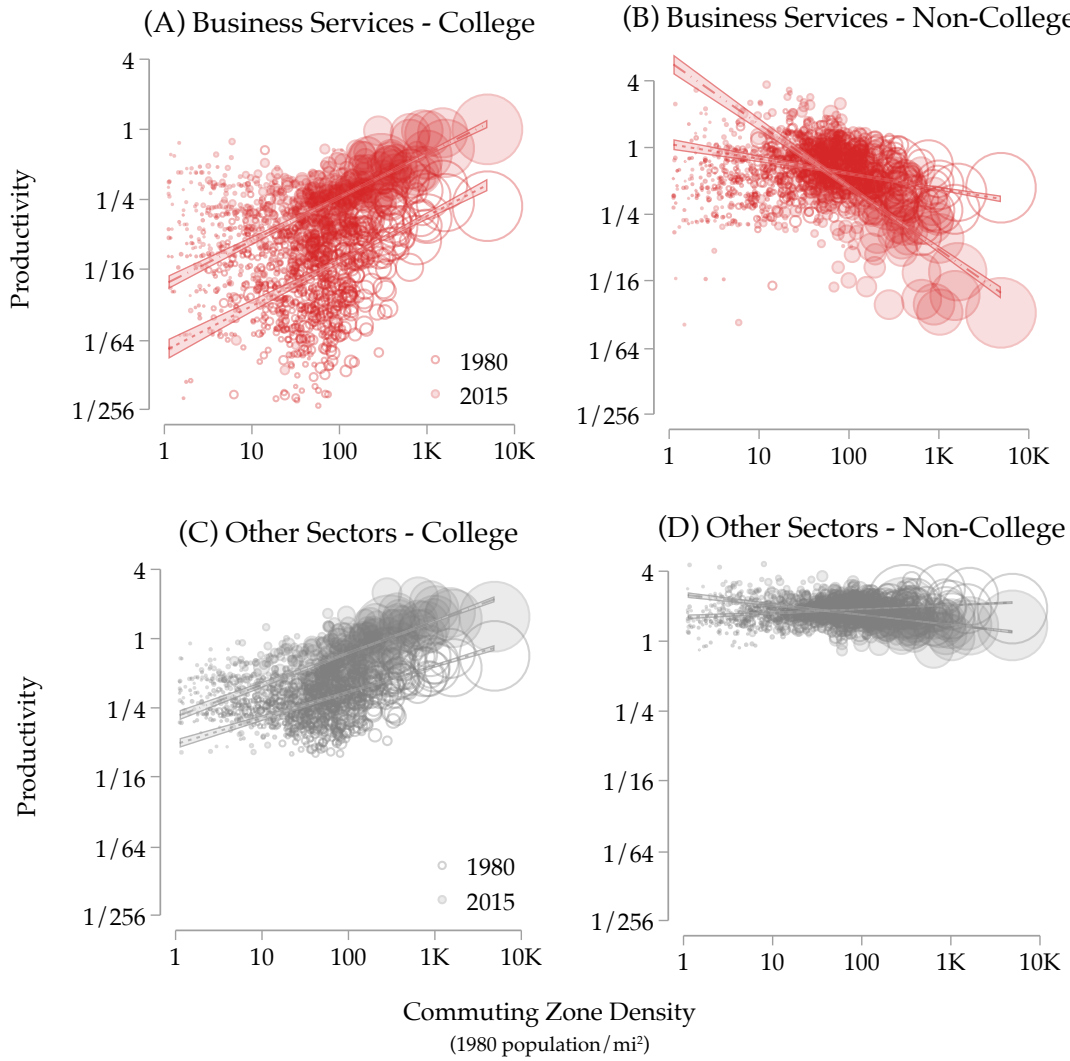 (A) Business Services - College
(B) Business Services - Non-College
Productivity
4
1
1/4
1/16
1/64
1/256
1
10
100
1K
10K
1980
2015
4
1
1/4
1/16
1/64
1/256
1
10
100
1K
10K
(C) Other Sectors - College
(D) Other Sectors - Non-College
Productivity
4
1
1/4
1/16
1/64
1/256
1
10
100
1K
10K
1980
2015
4
1
1/4
1/16
1/64
1/256
1
10
100
1K
10K
Commuting Zone Density
(1980 population/mi²)